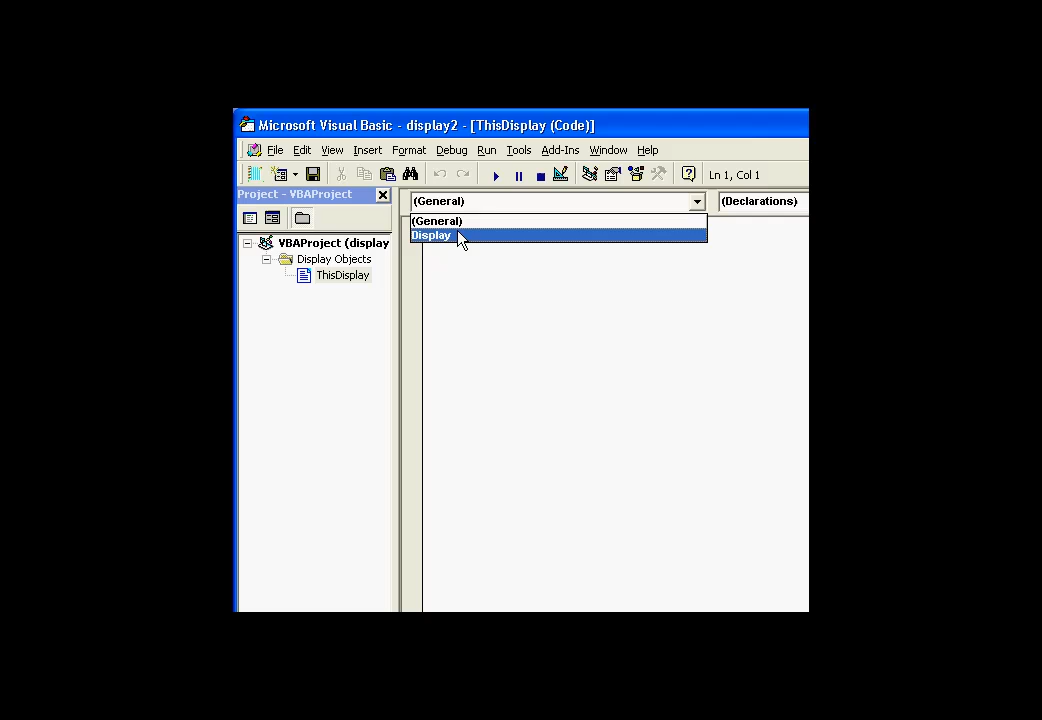 Microsoft Visual Basic - display2 - [ThisDisplay (Code)]
File Edit View Insert Format Debug Run Tools Add-Ins Window Help
Ln 1, Col 1
Project - VBAProject
(General) (Declarations)
(General)
Display
VBAProject (display
Display Objects
ThisDisplay